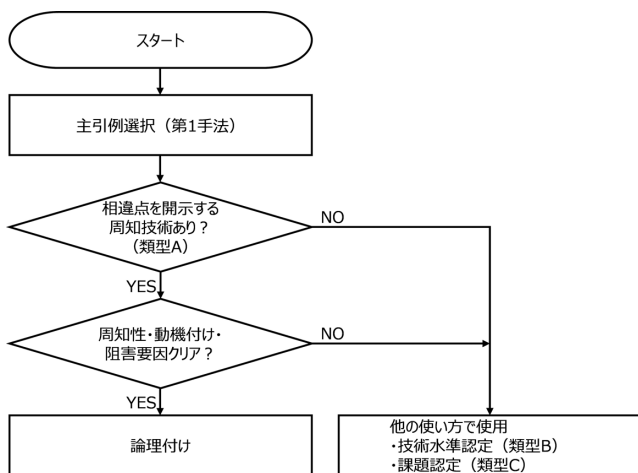 スタート
主引例選択（第1手法）
相違点を開示する
周知技術あり？
（類型A）
NO
YES
周知性・動機付け・
阻害要因クリア？
NO
YES
論理付け
他の使い方で使用
・技術水準認定（類型B）
・課題認定（類型C）